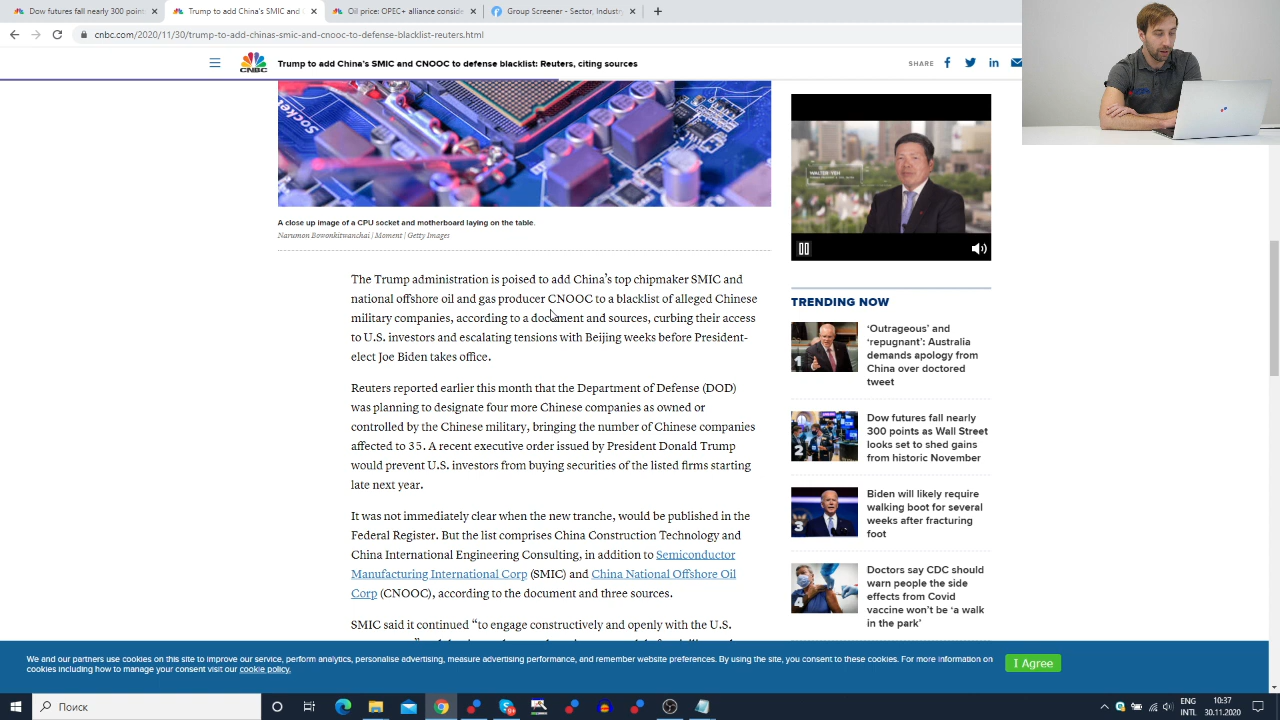 Dow futures fall nearly 300 point
Trump to add China's SMIC and C
Oil price: OPEC+ alliance conside
Group Screener - Sector, Industry
cnbc.com/2020/11/30/trump-to-add-chinas-smic-and-cnooc-to-defense-blacklist-reuters.html
CNBC
Trump to add China's SMIC and CNOOC to defense blacklist: Reuters, citing sources
SHARE
Socket
A close up image of a CPU socket and motherboard laying on the table.
Narumon Bowonkitwanchai | Moment | Getty Images
The Trump administration is poised to add China's top chipmaker SMIC and
national offshore oil and gas producer CNOOC to a blacklist of alleged Chinese
military companies, according to a document and sources, curbing their access
to U.S. investors and escalating tensions with Beijing weeks before President-
elect Joe Biden takes office.
Reuters reported earlier this month that the Department of Defense (DOD)
was planning to designate four more Chinese companies as owned or
controlled by the Chinese military, bringing the number of Chinese companies
affected to 35. A recent executive order issued by President Donald Trump
would prevent U.S. investors from buying securities of the listed firms starting
late next year.
It was not immediately clear when the new tranche, would be published in the
Federal Register. But the list comprises China Construction Technology and
China International Engineering Consulting, in addition to Semiconductor
Manufacturing International Corp (SMIC) and China National Offshore Oil
Corp (CNOOC), according to the document and three sources.
SMIC said it continued "to engage constructively and openly with the U.S.
WALTER YEH
TRENDING NOW
1
'Outrageous' and
'repugnant': Australia
demands apology from
China over doctored
tweet
2
Dow futures fall nearly
300 points as Wall Street
looks set to shed gains
from historic November
3
Biden will likely require
walking boot for several
weeks after fracturing
foot
4
Doctors say CDC should
warn people the side
effects from Covid
vaccine won't be 'a walk
in the park'
We and our partners use cookies on this site to improve our service, perform analytics, personalise advertising, measure advertising performance, and remember website preferences. By using the site, you consent to these cookies. For more information on
cookies including how to manage your consent visit our cookie policy.
I Agree
Поиск
ENG
INTL
10:37
30.11.2020